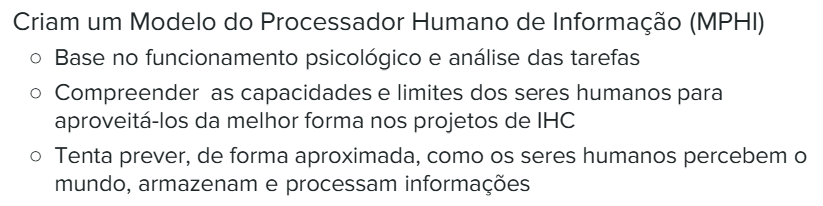 Criam um Modelo do Processador Humano de Informação (MPHI)
○ Base no funcionamento psicológico e análise das tarefas
○ Compreender as capacidades e limites dos seres humanos para
aproveitá-los da melhor forma nos projetos de IHC
○ Tenta prever, de forma aproximada, como os seres humanos percebem o
mundo, armazenam e processam informações